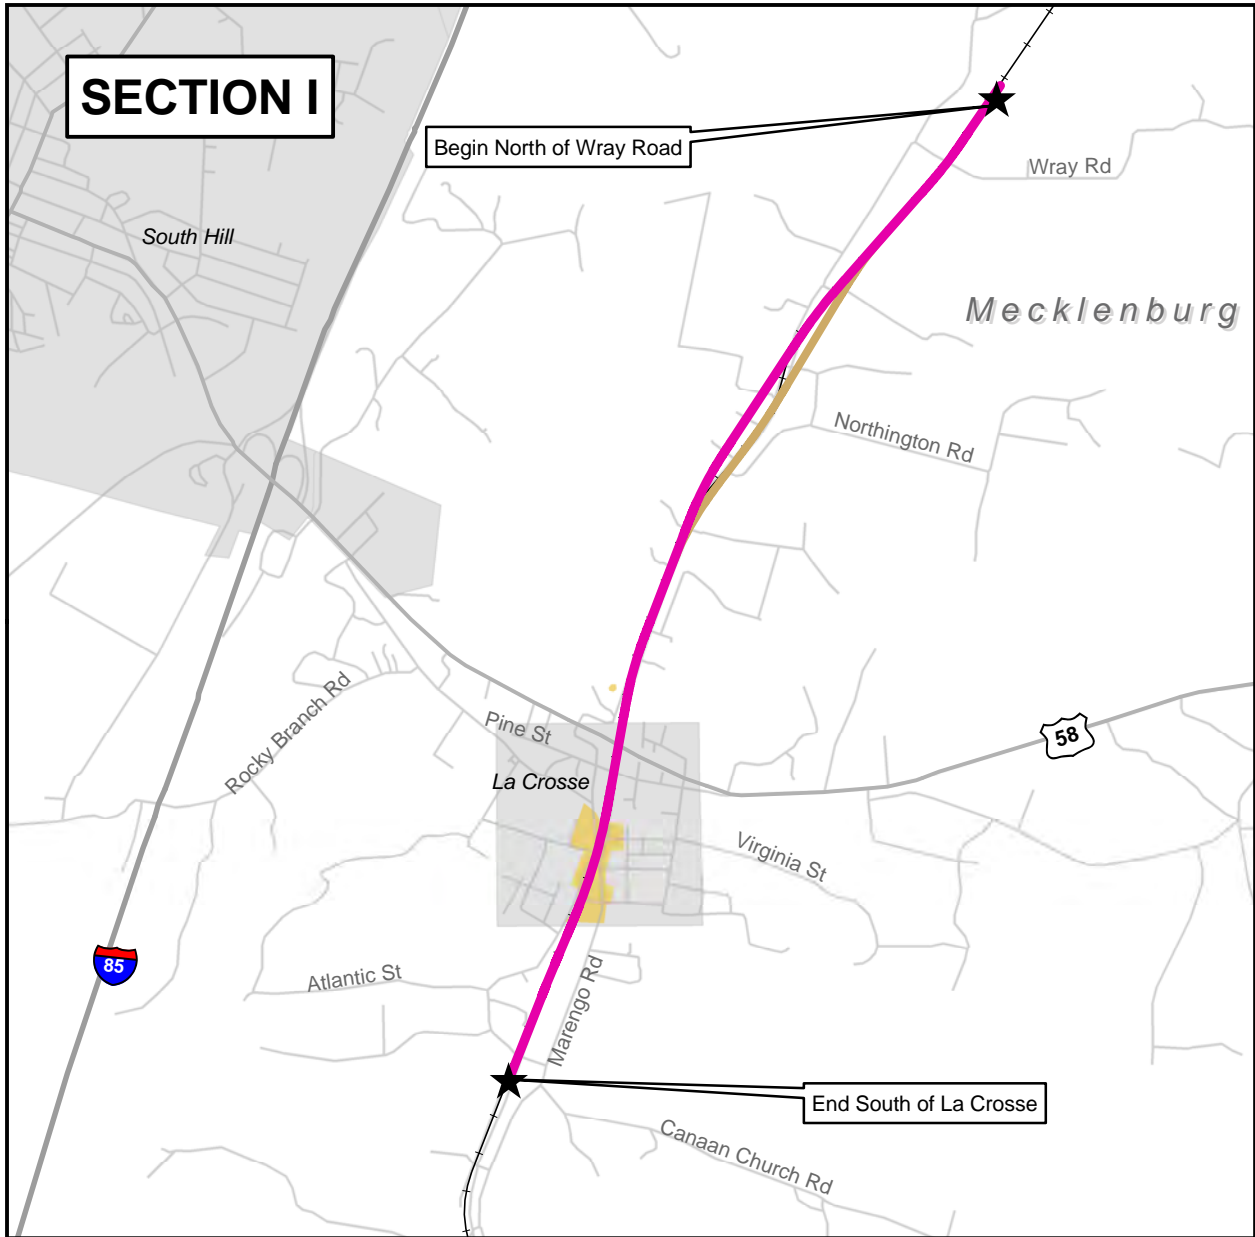 SECTION I
Begin North of Wray Road
Wray Rd
South Hill
Mecklenburg
Northington Rd
Rocky Branch Rd
Pine St
58
La Crosse
Virginia St
85
Atlantic St
Marengo Rd
End South of La Crosse
Canaan Church Rd